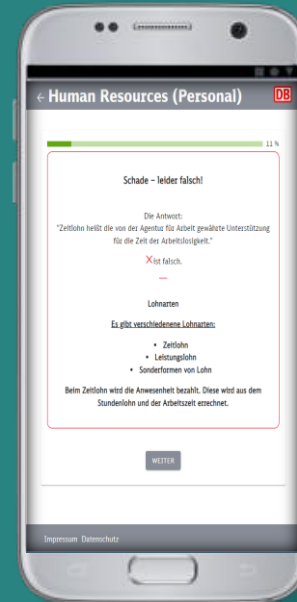 ← Human Resources (Personal) DB
11 %
Schade – leider falsch!
Die Antwort:
"Zeitlohn heißt die von der Agentur für Arbeit gewährte Unterstützung
für die Zeit der Arbeitslosigkeit."
X ist falsch.
Lohnarten
Es gibt verschiedenene Lohnarten:
• Zeitlohn
• Leistungslohn
• Sonderformen von Lohn
Beim Zeitlohn wird die Anwesenheit bezahlt. Diese wird aus dem
Stundenlohn und der Arbeitszeit errechnet.
WEITER
Impressum Datenschutz